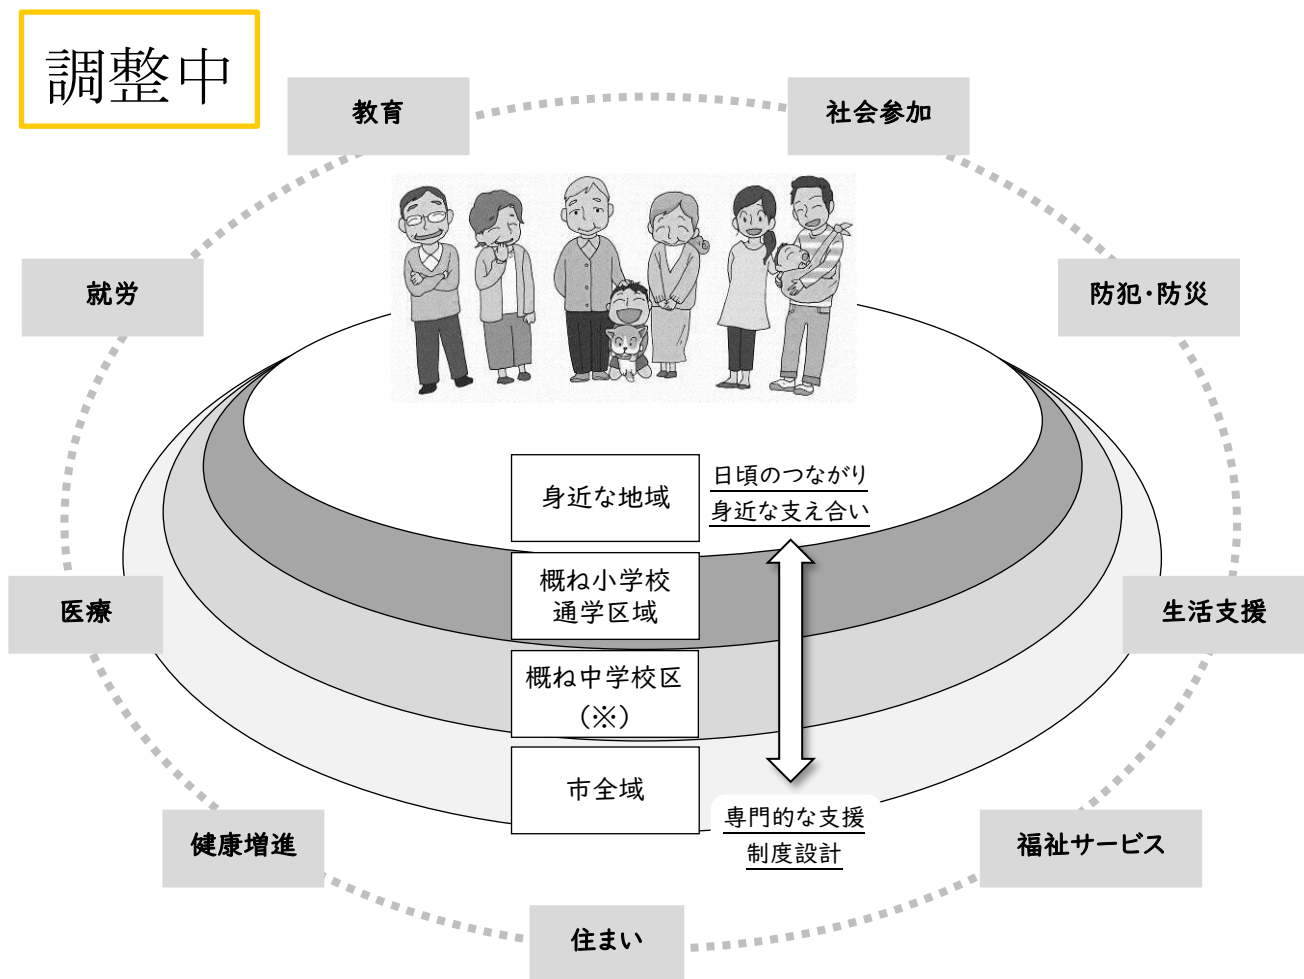 調整中
教育
社会参加
就労
防犯・防災
身近な地域
日頃のつながり
身近な支え合い
概ね小学校
通学区域
医療
生活支援
概ね中学校区
(※)
市全域
専門的な支援
制度設計
健康増進
福祉サービス
住まい